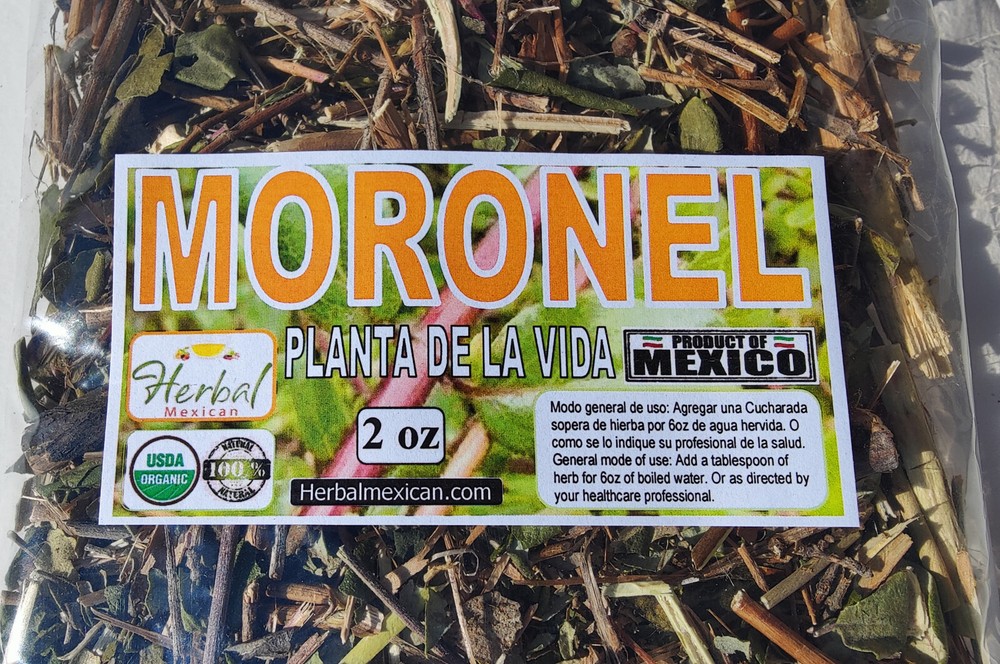 MORONEL
PLANTA DE LA VIDA
PRODUCT OF
MEXICO
Herbal
Mexican
2 oz
USDA
ORGANIC
NATURAL
100 %
NATURAL
Herbalmexican.com
Modo general de uso: Agregar una Cucharada
sopera de hierba por 6oz de agua hervida. O
como se lo indique su profesional de la salud.
General mode of use: Add a tablespoon of
herb for 6oz of boiled water. Or as directed by
your healthcare professional.